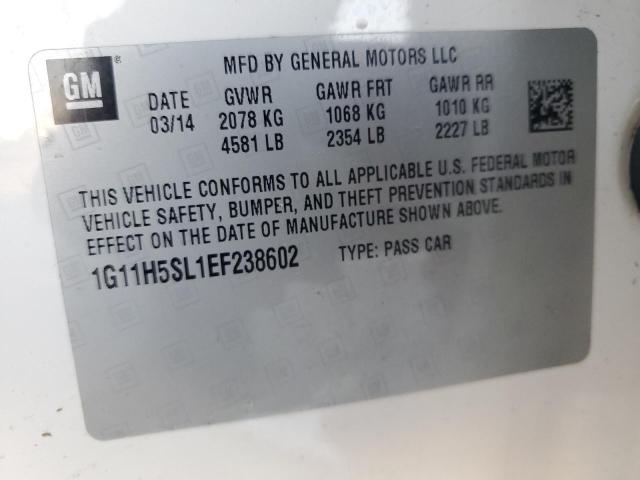 GM ®
MFD BY GENERAL MOTORS LLC
DATE GVWR GAWR FRT GAWR RR
03/14 2078 KG 1068 KG 1010 KG
4581 LB 2354 LB 2227 LB
THIS VEHICLE CONFORMS TO ALL APPLICABLE U.S. FEDERAL MOTOR
VEHICLE SAFETY, BUMPER, AND THEFT PREVENTION STANDARDS IN
EFFECT ON THE DATE OF MANUFACTURE SHOWN ABOVE.
1G11H5SL1EF238602 TYPE: PASS CAR